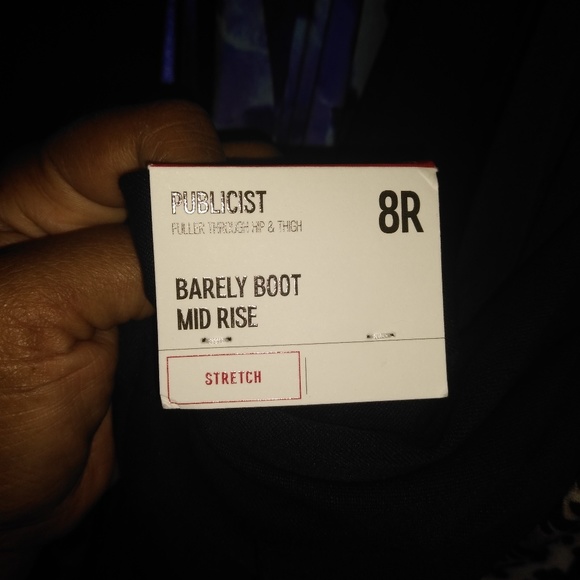 PUBLICIST
FULLER THROUGH HIP & THIGH
8R
BARELY BOOT
MID RISE
STRETCH